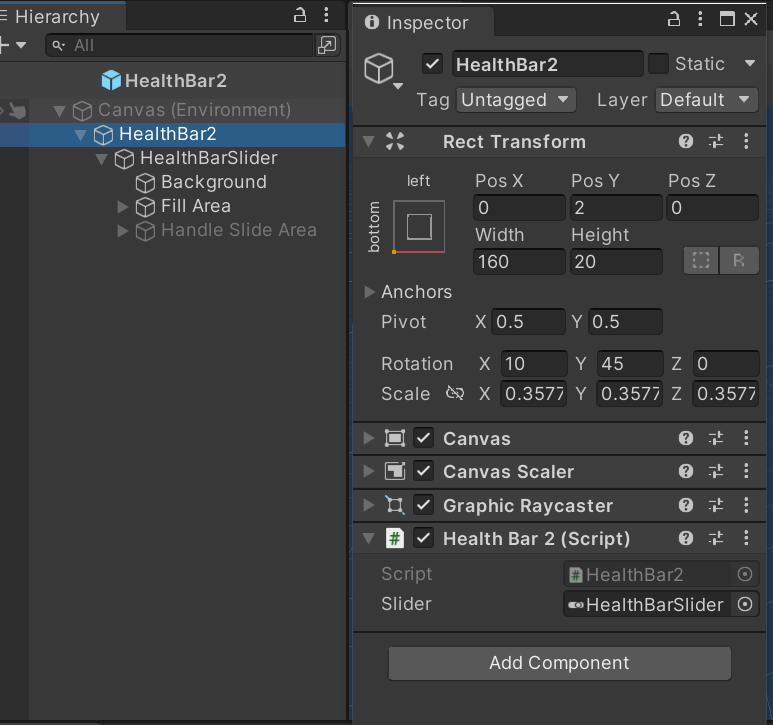 Hierarchy
All
HealthBar2
Canvas (Environment)
HealthBar2
HealthBarSlider
Background
Fill Area
Handle Slide Area
Inspector
HealthBar2
Static
Tag Untagged Layer Default
Rect Transform
left
bottom
Pos X Pos Y Pos Z
0 2 0
Width Height
160 20
R
Anchors
Pivot X 0.5 Y 0.5
Rotation X 10 Y 45 Z 0
Scale X 0.3577 Y 0.3577 Z 0.3577
Canvas
Canvas Scaler
Graphic Raycaster
# Health Bar 2 (Script)
Script # HealthBar2
Slider HealthBarSlider
Add Component